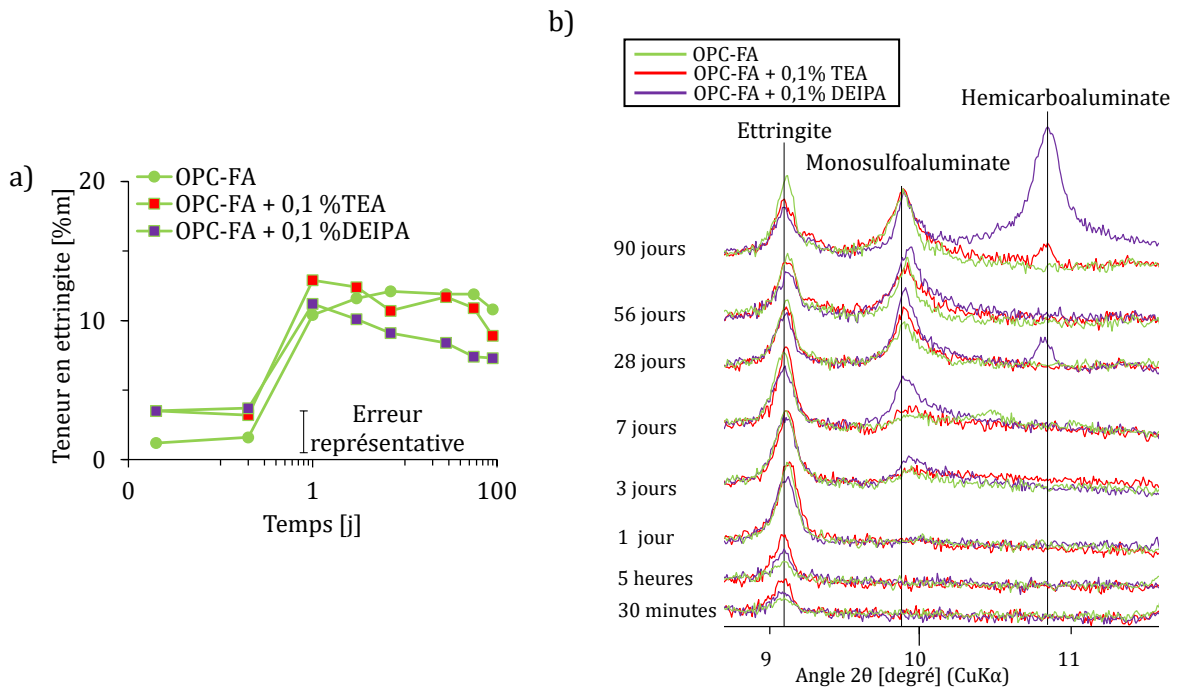 a)
Teneur en ettringite [%m]
20
10
0
OPC-FA
OPC-FA + 0,1 %TEA
OPC-FA + 0,1 %DEIPA
Erreur
représentative
0
1
100
Temps [j]
b)
OPC-FA
OPC-FA + 0,1% TEA
OPC-FA + 0,1% DEIPA
Ettringite
Monosulfoaluminate
Hemicarboaluminate
90 jours
56 jours
28 jours
7 jours
3 jours
1 jour
5 heures
30 minutes
9
10
11
Angle 2θ [degré] (CuKα)